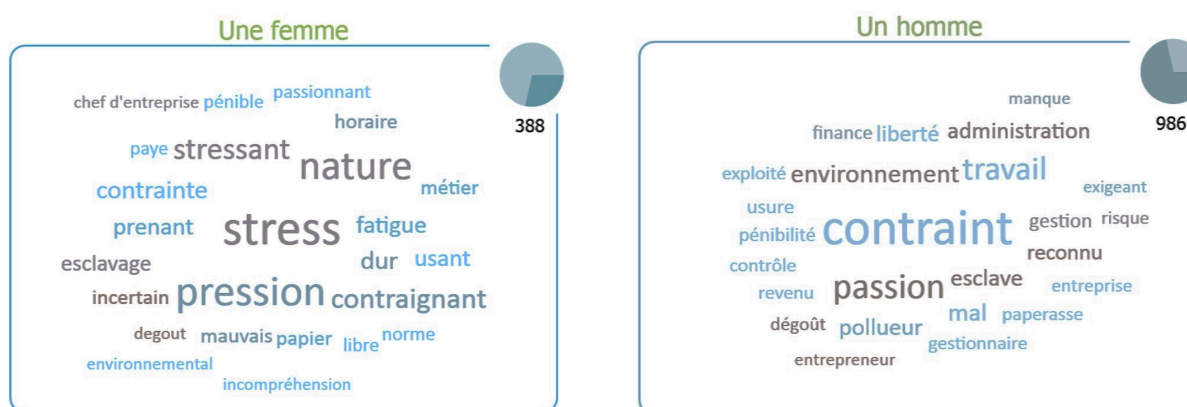 Une femme
388
chef d'entreprise pénible passionnant
horaire
paye stressant nature
contrainte métier
prenant stress fatigue
esclavage dur usant
incertain pression contraignant
degout mauvais papier libre norme
environnemental
incompréhension
Un homme
986
manque
finance liberté administration
exploité environnement travail
exigeant
usure contraint gestion risque
pénibilité
reconnu
contrôle
revenu passion esclave entreprise
dégoût pollueur mal paperasse
gestionnaire
entrepreneur